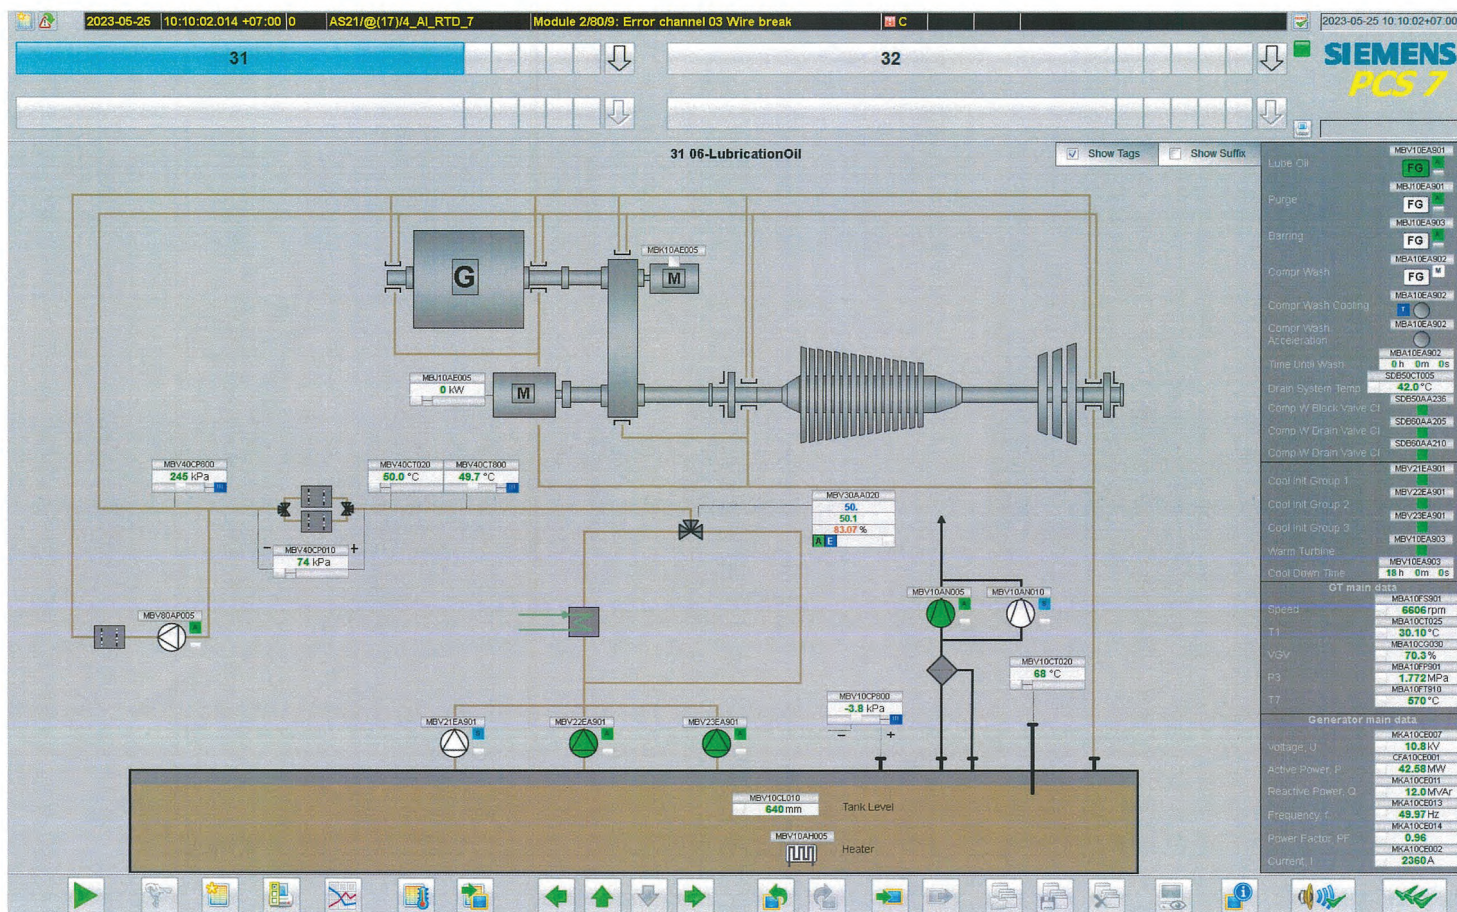 2023-05-25 10:10:02.014 +07:00 0 AS21/@(17)/4_AI_RTD_7 Module 2/80/9: Error channel 03 Wire break C 2023-05-25 10:10:02+07:00
31
32
SIEMENS
PCS 7
31 06-LubricationOil
Show Tags
Show Suffix
G
MBK10AE005
M
MBJ10AE005
0 kW
M
MBV40CP800
245 kPa
MBV40CT020
50.0 °C
MBV40CT800
49.7 °C
MBV30AA020
50.
50.1
83.07 %
A E
MBV40CP010
- +
74 kPa
MBV80AP005
A
MBV10AN005
A
MBV10AN010
MBV10CT020
68 °C
MBV10CP800
-3.8 kPa
- +
MBV21EA901
MBV22EA901
A
MBV23EA901
A
MBV10CL010
640 mm
Tank Level
MBV10AH005
Heater
MBV10EA901
Lube Oil FG A
MBJ10EA901
Purge FG A
MBJ10EA903
Barring FG A
MBA10EA902
Compr Wash FG M
MBA10EA902
Compr Wash Cooling T
MBA10EA902
Compr Wash
Acceleration
MBA10EA902
Time Until Wash 0 h 0m 0s
SDB50CT005
Drain System Temp 42.0 °C
SDB50AA236
Comp W Block Valve Cl
SDB60AA205
Comp W Drain Valve Cl
SDB60AA210
Comp W Drain Valve Cl
MBV21EA901
Cool Init Group 1
MBV22EA901
Cool Init Group 2
MBV23EA901
Cool Init Group 3
MBV10EA903
Warm Turbine
MBV10EA903
Cool Down Time 18 h 0m 0s
GT main data
MBA10FS901
Speed 6606 rpm
MBA10CT025
T1 30.10 °C
MBA10CG030
VGV 70.3 %
MBA10FP901
P3 1.772 MPa
MBA10FT910
T7 570 °C
Generator main data
MKA10CE007
Voltage, U 10.8 kV
CFA10CE001
Active Power, P 42.58 MW
MKA10CE011
Reactive Power, Q 12.0 MVAr
MKA10CE013
Frequency, f 49.97 Hz
MKA10CE014
Power Factor, PF 0.96
MKA10CE002
Current, I 2360 A